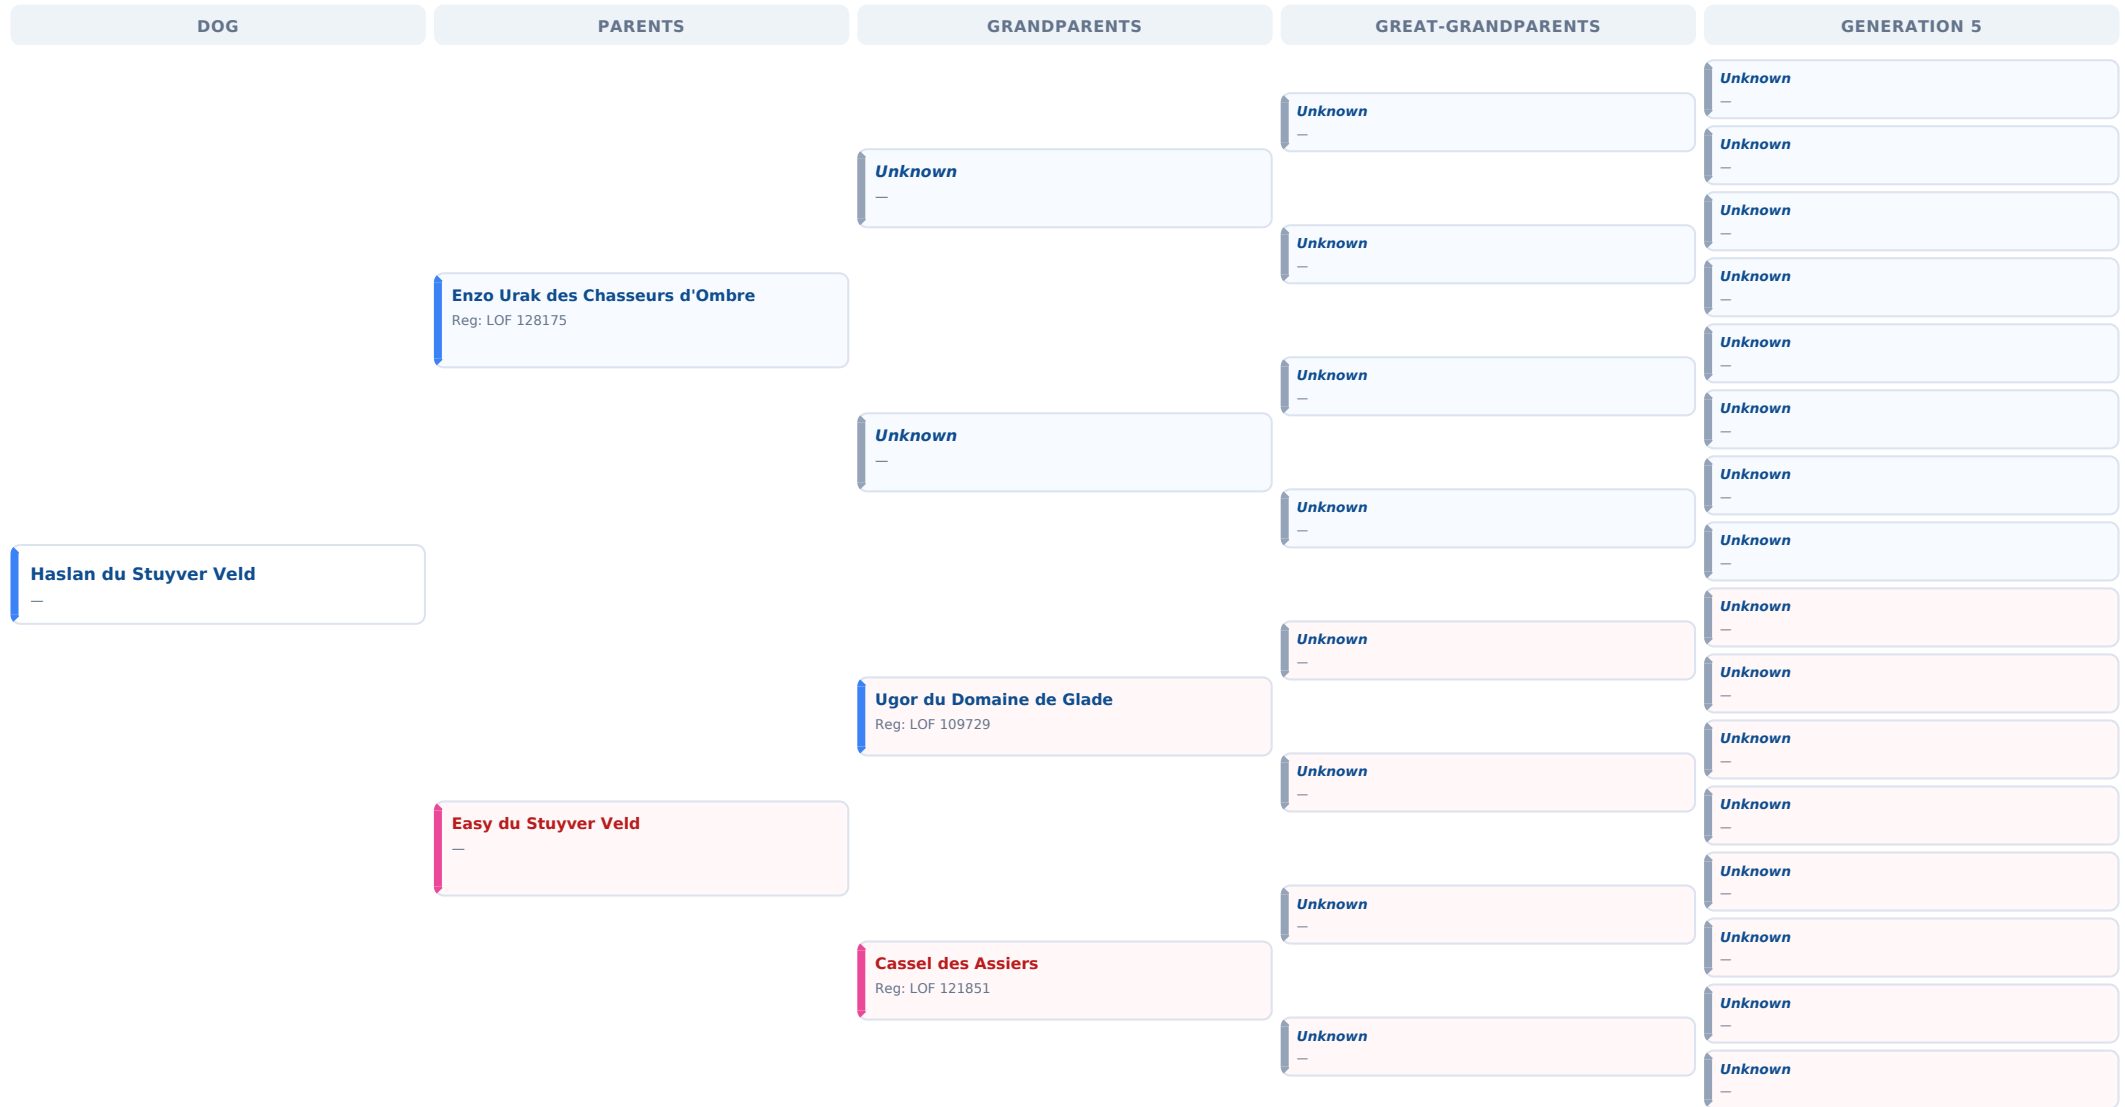 DOG
PARENTS
GRANDPARENTS
GREAT-GRANDPARENTS
GENERATION 5
Haslan du Stuyver Veld
—
Enzo Urak des Chasseurs d'Ombre
Reg: LOF 128175
Easy du Stuyver Veld
—
Unknown
—
Unknown
—
Ugor du Domaine de Glade
Reg: LOF 109729
Cassel des Assiers
Reg: LOF 121851
Unknown
—
Unknown
—
Unknown
—
Unknown
—
Unknown
—
Unknown
—
Unknown
—
Unknown
—
Unknown
—
Unknown
—
Unknown
—
Unknown
—
Unknown
—
Unknown
—
Unknown
—
Unknown
—
Unknown
—
Unknown
—
Unknown
—
Unknown
—
Unknown
—
Unknown
—
Unknown
—
Unknown
—